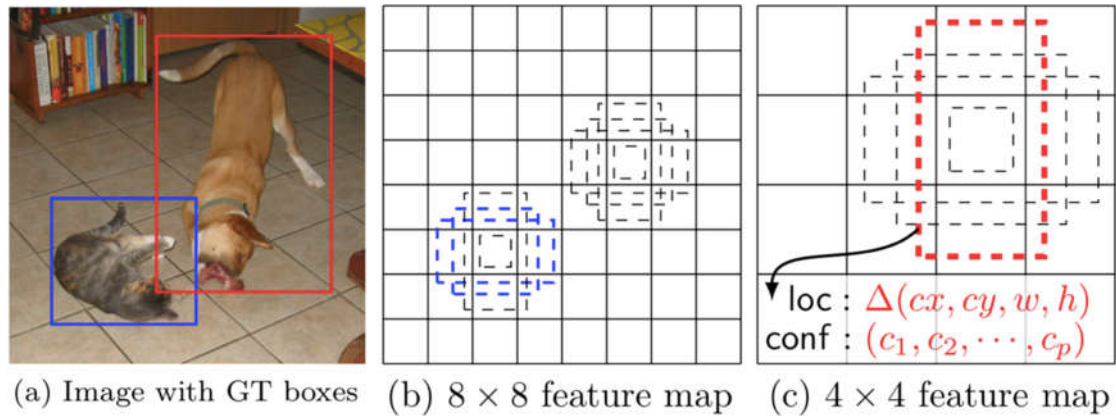 loc : Δ(cx, cy, w, h)
conf : (c₁, c₂, ⋯, cₚ)
(a) Image with GT boxes
(b) 8 × 8 feature map
(c) 4 × 4 feature map